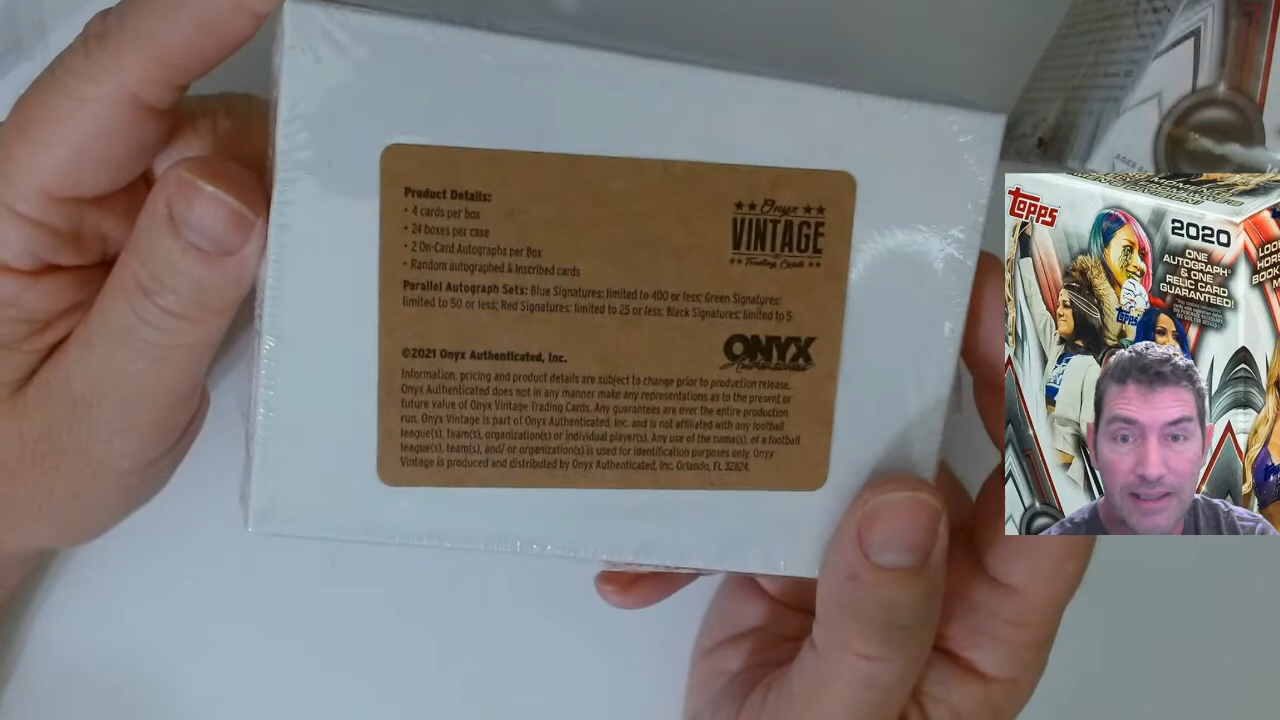 Product Details:
• 4 cards per box
• 24 boxes per case
• 2 On-Card Autographs per Box
• Random autographed & Inscribed cards
Parallel Autograph Sets: Blue Signatures: limited to 400 or less; Green Signatures:
limited to 50 or less; Red Signatures: limited to 25 or less; Black Signatures: limited to 5
Onyx
VINTAGE
Trading Cards
ONYX
Authenticated
©2021 Onyx Authenticated, Inc.
Information, pricing and product details are subject to change prior to production release.
Onyx Authenticated does not in any manner make any representations as to the present or
future value of Onyx Vintage Trading Cards. Any guarantees are over the entire production
run. Onyx Vintage is part of Onyx Authenticated, Inc. and is not affiliated with any football
league(s), team(s), organization(s) or individual player(s). Any use of the name(s), of a football
league(s), team(s), and/ or organization(s) is used for identification purposes only. Onyx
Vintage is produced and distributed by Onyx Authenticated, Inc. Orlando, FL 32824.
AGES
topps
2020
ONE
AUTOGRAPH
& ONE
RELIC CARD
GUARANTEED!
topps